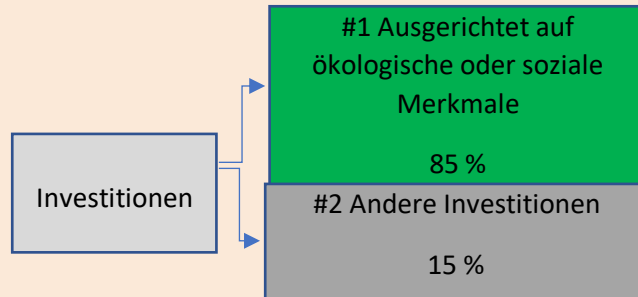 #1 Ausgerichtet auf
ökologische oder soziale
Merkmale
85 %
Investitionen
#2 Andere Investitionen
15 %